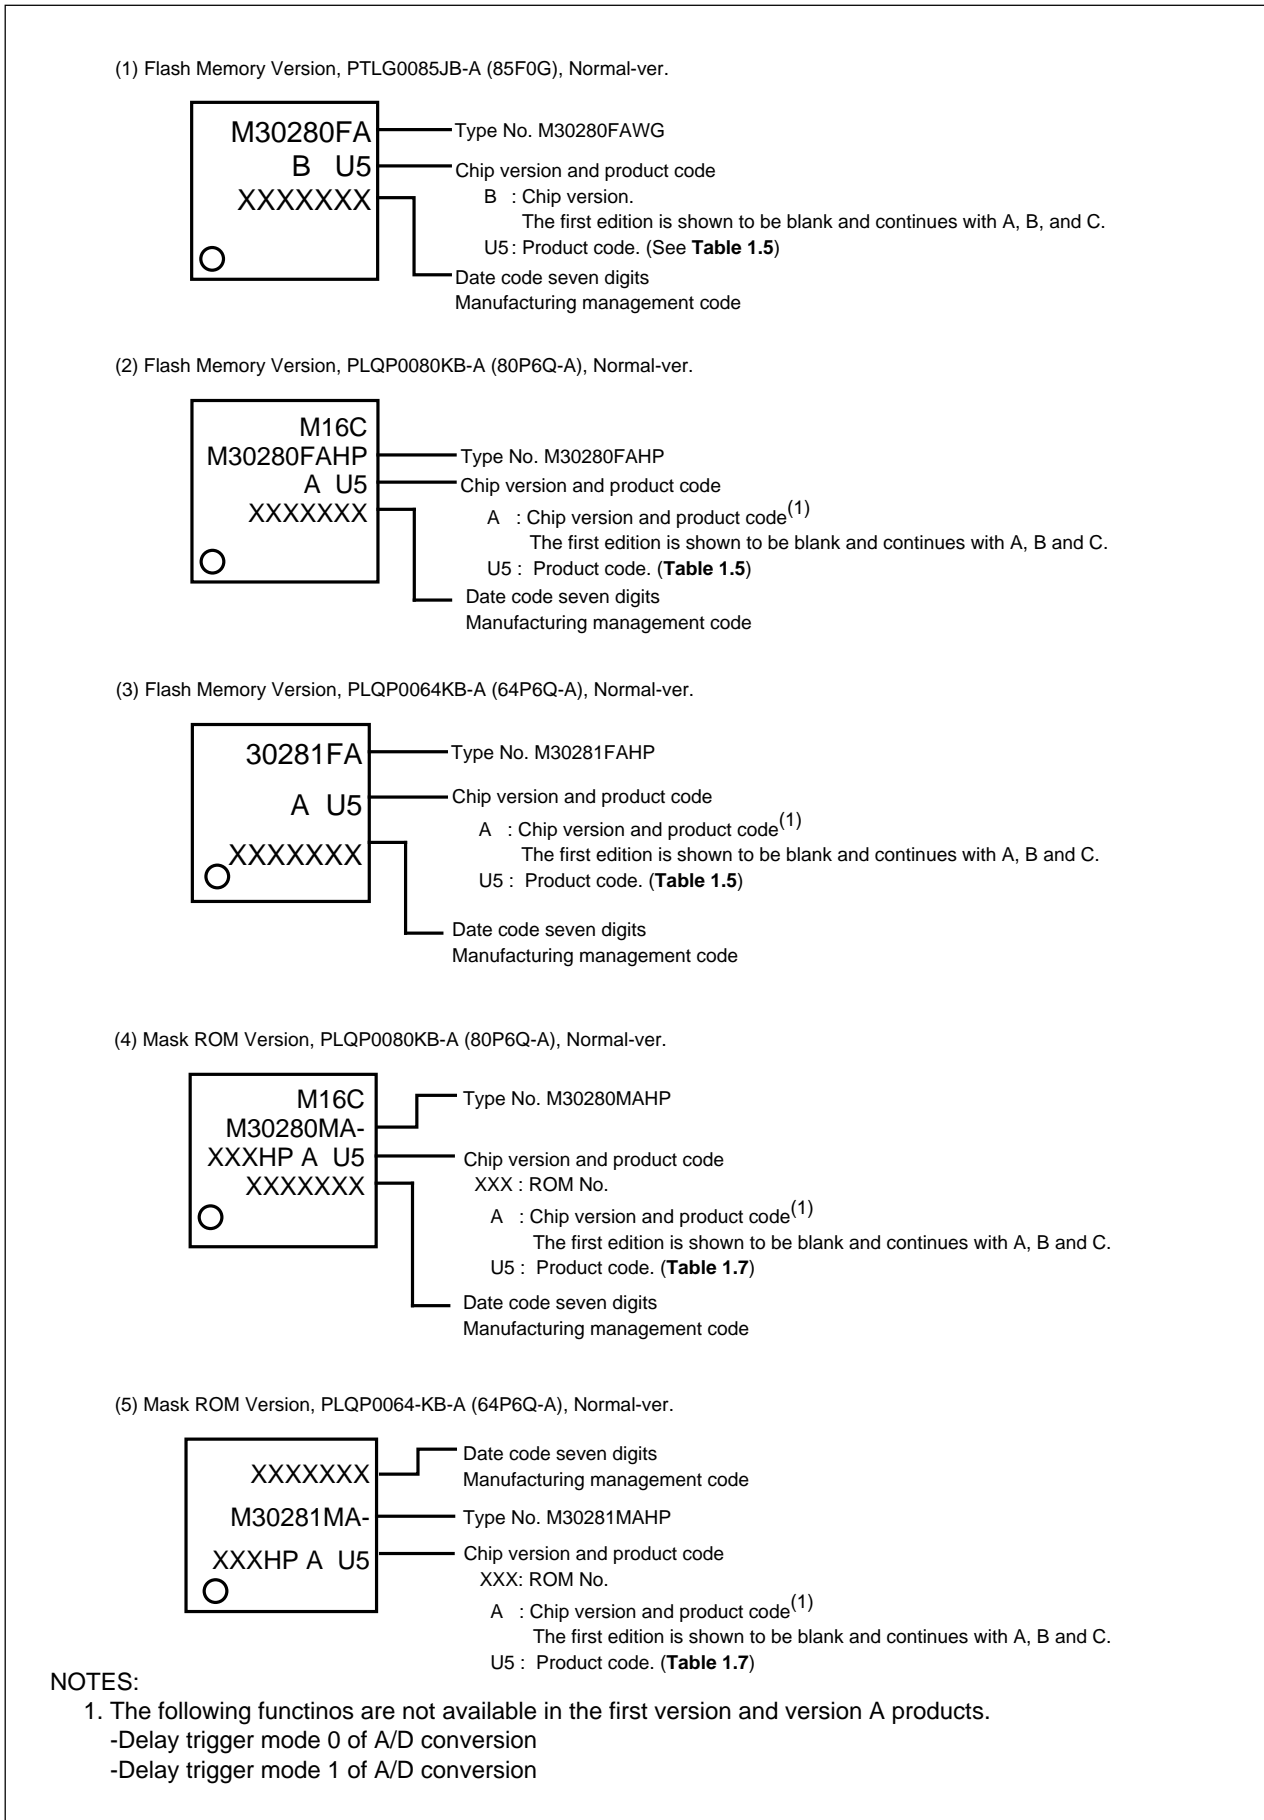 (1) Flash Memory Version, PTLG0085JB-A (85F0G), Normal-ver.
M30280FA
Type No. M30280FAWG
B U5
Chip version and product code
XXXXXXX
B : Chip version.
The first edition is shown to be blank and continues with A, B, and C.
U5 : Product code. (See Table 1.5)
Date code seven digits
Manufacturing management code
(2) Flash Memory Version, PLQP0080KB-A (80P6Q-A), Normal-ver.
M16C
M30280FAHP
Type No. M30280FAHP
A U5
Chip version and product code
XXXXXXX
A : Chip version and product code(1)
The first edition is shown to be blank and continues with A, B and C.
U5 : Product code. (Table 1.5)
Date code seven digits
Manufacturing management code
(3) Flash Memory Version, PLQP0064KB-A (64P6Q-A), Normal-ver.
30281FA
Type No. M30281FAHP
A U5
Chip version and product code
XXXXXXX
A : Chip version and product code(1)
The first edition is shown to be blank and continues with A, B and C.
U5 : Product code. (Table 1.5)
Date code seven digits
Manufacturing management code
(4) Mask ROM Version, PLQP0080KB-A (80P6Q-A), Normal-ver.
M16C
Type No. M30280MAHP
M30280MA-
XXXHP A U5
Chip version and product code
XXXXXXX
XXX : ROM No.
A : Chip version and product code(1)
The first edition is shown to be blank and continues with A, B and C.
U5 : Product code. (Table 1.7)
Date code seven digits
Manufacturing management code
(5) Mask ROM Version, PLQP0064-KB-A (64P6Q-A), Normal-ver.
XXXXXXX
Date code seven digits
Manufacturing management code
M30281MA-
Type No. M30281MAHP
XXXHP A U5
Chip version and product code
XXX: ROM No.
A : Chip version and product code(1)
The first edition is shown to be blank and continues with A, B and C.
U5 : Product code. (Table 1.7)
NOTES:
1. The following functinos are not available in the first version and version A products.
-Delay trigger mode 0 of A/D conversion
-Delay trigger mode 1 of A/D conversion